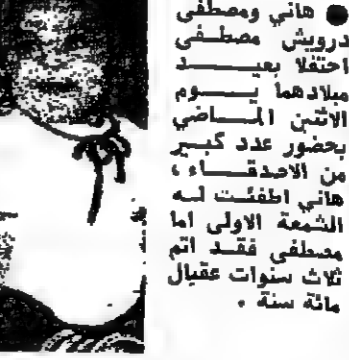 ● هاني ومصطفى
درويش مصطفى
احتفلا بعيد
ميلادهما يوم
الاثنين الماضي
بحضور عدد كبير
من الاصدقاء ،
هاني اطفئت له
الشمعة الاولى اما
مصطفى فقد اتم
ثلاث سنوات عقبال
مائة سنة .